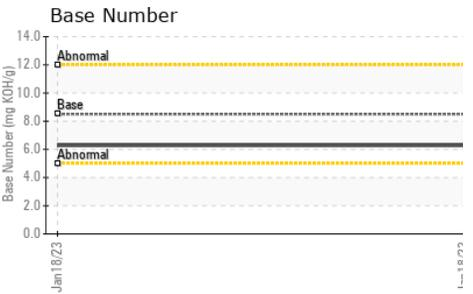 Base Number
Base Number (mg KOH/g)
14.0
12.0
10.0
8.0
6.0
4.0
2.0
0.0
Abnormal
Base
Abnormal
Jan18/23